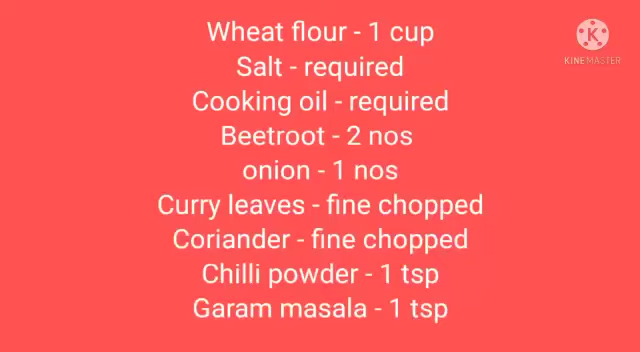 Wheat flour - 1 cup
Salt - required
Cooking oil - required
Beetroot - 2 nos
onion - 1 nos
Curry leaves - fine chopped
Coriander - fine chopped
Chilli powder - 1 tsp
Garam masala - 1 tsp
K
KINEMASTER